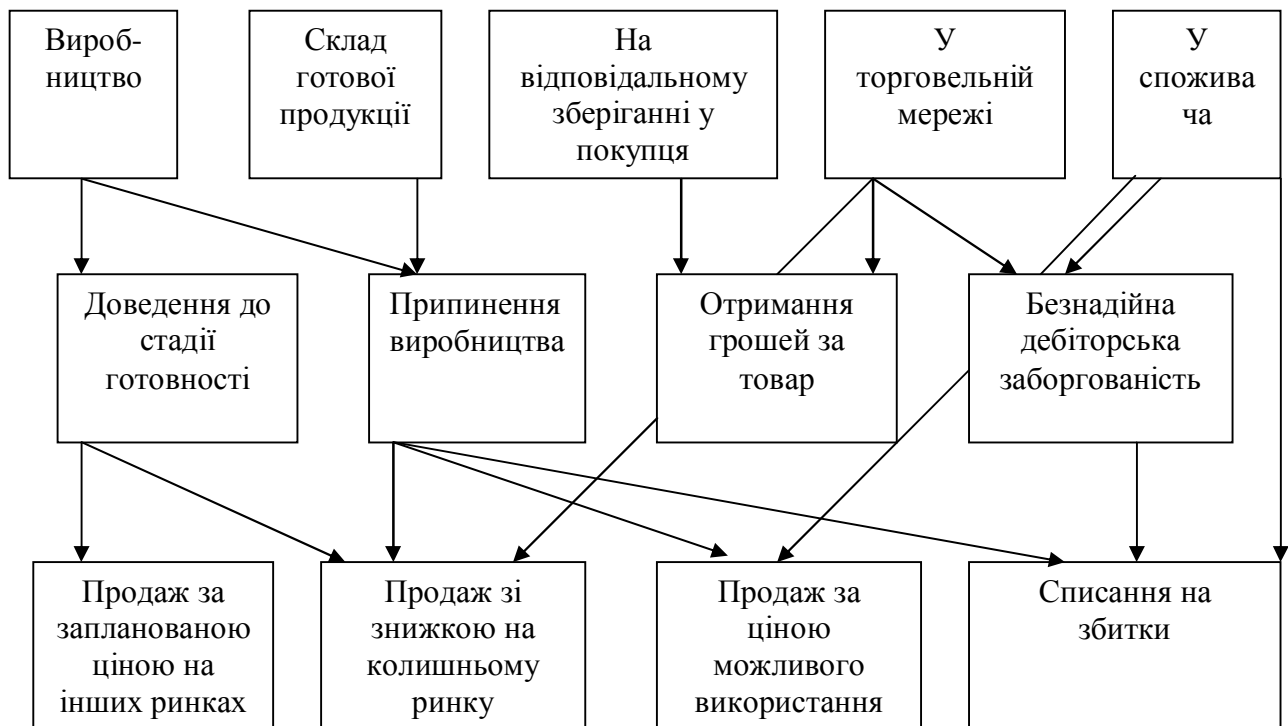 Вироб-
ництво
Склад
готової
продукції
На
відповідальному
зберіганні у
покупця
У
торговельній
мережі
У
спожива
ча
Доведення до
стадії
готовності
Припинення
виробництва
Отримання
грошей за
товар
Безнадійна
дебіторська
заборгованість
Продаж за
запланованою
ціною на
інших ринках
Продаж зі
знижкою на
колишньому
ринку
Продаж за
ціною
можливого
використання
Списання на
збитки